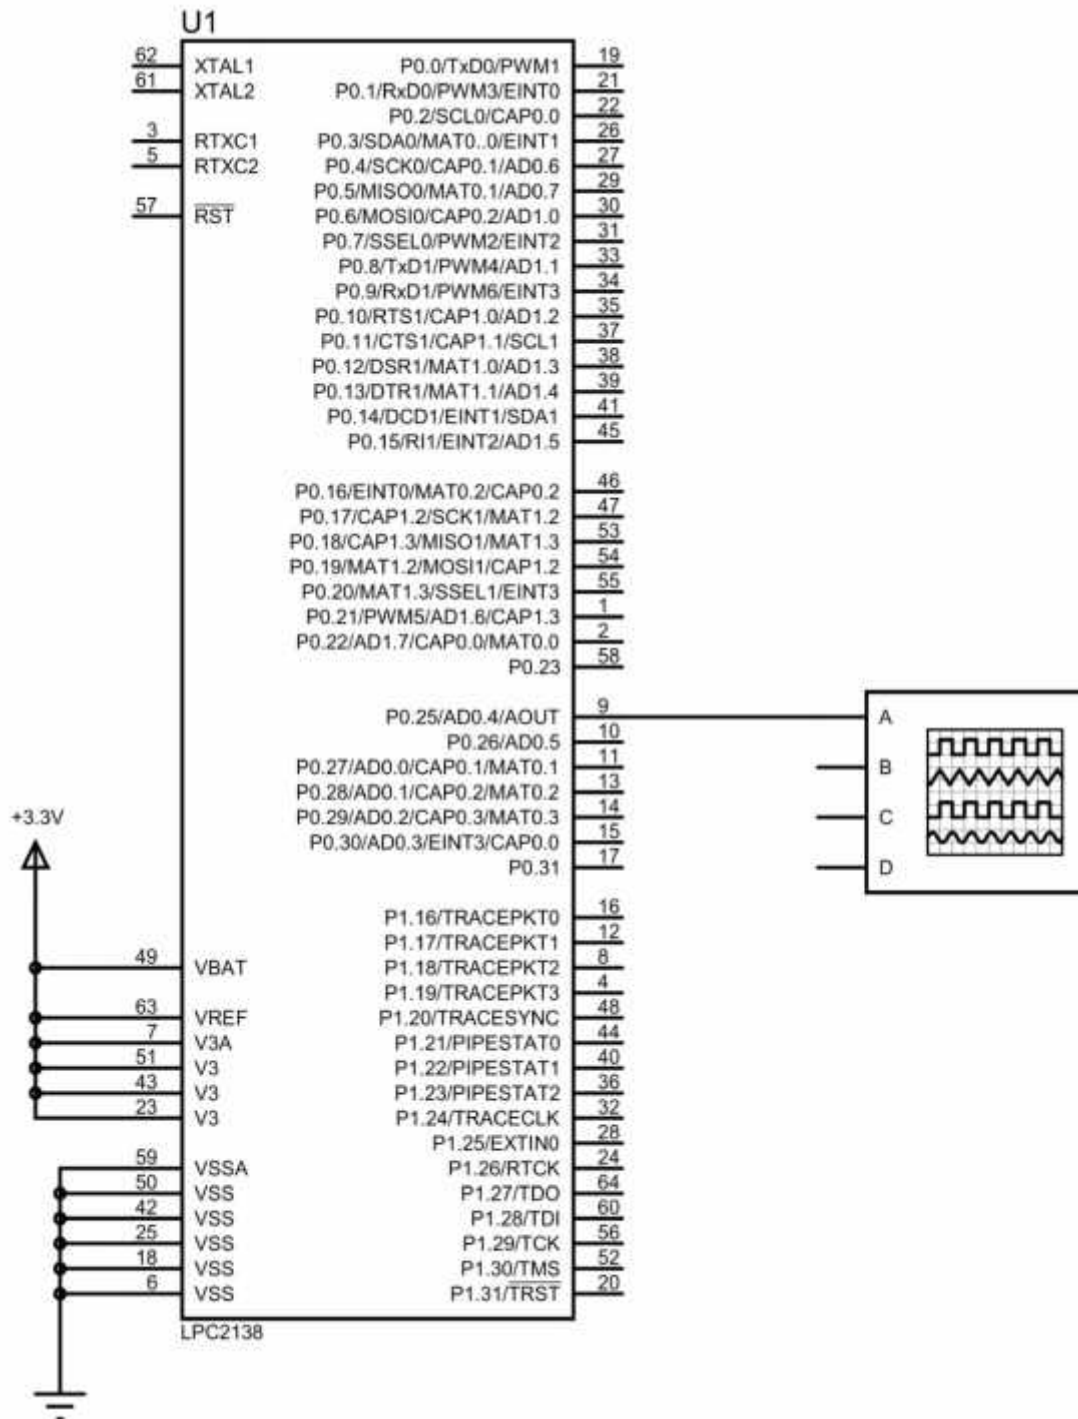 U1
62 XTAL1 P0.0/TxD0/PWM1 19
61 XTAL2 P0.1/RxD0/PWM3/EINT0 21
P0.2/SCL0/CAP0.0 22
3 RTXC1 P0.3/SDA0/MAT0..0/EINT1 26
5 RTXC2 P0.4/SCK0/CAP0.1/AD0.6 27
P0.5/MISO0/MAT0.1/AD0.7 29
57 RST P0.6/MOSI0/CAP0.2/AD1.0 30
P0.7/SSEL0/PWM2/EINT2 31
P0.8/TxD1/PWM4/AD1.1 33
P0.9/RxD1/PWM6/EINT3 34
P0.10/RTS1/CAP1.0/AD1.2 35
P0.11/CTS1/CAP1.1/SCL1 37
P0.12/DSR1/MAT1.0/AD1.3 38
P0.13/DTR1/MAT1.1/AD1.4 39
P0.14/DCD1/EINT1/SDA1 41
P0.15/RI1/EINT2/AD1.5 45
P0.16/EINT0/MAT0.2/CAP0.2 46
P0.17/CAP1.2/SCK1/MAT1.2 47
P0.18/CAP1.3/MISO1/MAT1.3 53
P0.19/MAT1.2/MOSI1/CAP1.2 54
P0.20/MAT1.3/SSEL1/EINT3 55
P0.21/PWM5/AD1.6/CAP1.3 1
P0.22/AD1.7/CAP0.0/MAT0.0 2
P0.23 58
P0.25/AD0.4/AOUT 9 A
P0.26/AD0.5 10
P0.27/AD0.0/CAP0.1/MAT0.1 11 B
P0.28/AD0.1/CAP0.2/MAT0.2 13
+3.3V P0.29/AD0.2/CAP0.3/MAT0.3 14 C
P0.30/AD0.3/EINT3/CAP0.0 15
P0.31 17 D
P1.16/TRACEPKT0 16
P1.17/TRACEPKT1 12
49 VBAT P1.18/TRACEPKT2 8
P1.19/TRACEPKT3 4
63 VREF P1.20/TRACESYNC 48
7 V3A P1.21/PIPESTAT0 44
51 V3 P1.22/PIPESTAT1 40
43 V3 P1.23/PIPESTAT2 36
23 V3 P1.24/TRACECLK 32
P1.25/EXTIN0 28
59 VSSA P1.26/RTCK 24
50 VSS P1.27/TDO 64
42 VSS P1.28/TDI 60
25 VSS P1.29/TCK 56
18 VSS P1.30/TMS 52
6 VSS P1.31/TRST 20
LPC2138